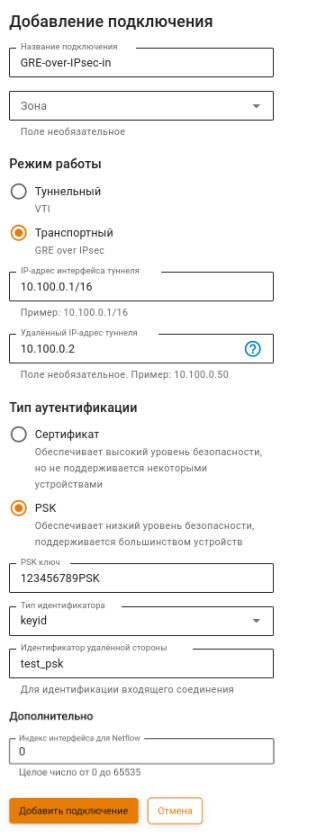 Добавление подключения
Название подключения
GRE-over-IPsec-in
Зона
Поле необязательное
Режим работы
Туннельный
VTI
Транспортный
GRE over IPsec
IP-адрес интерфейса туннеля
10.100.0.1/16
Пример: 10.100.0.1/16
Удалённый IP-адрес туннеля
10.100.0.2
Поле необязательное. Пример: 10.100.0.50
Тип аутентификации
Сертификат
Обеспечивает высокий уровень безопасности,
но не поддерживается некоторыми
устройствами
PSK
Обеспечивает низкий уровень безопасности,
поддерживается большинством устройств
PSK ключ
123456789PSK
Тип идентификатора
keyid
Идентификатор удалённой стороны
test_psk
Для идентификации входящего соединения
Дополнительно
Индекс интерфейса для Netflow
0
Целое число от 0 до 65535
Добавить подключение
Отмена